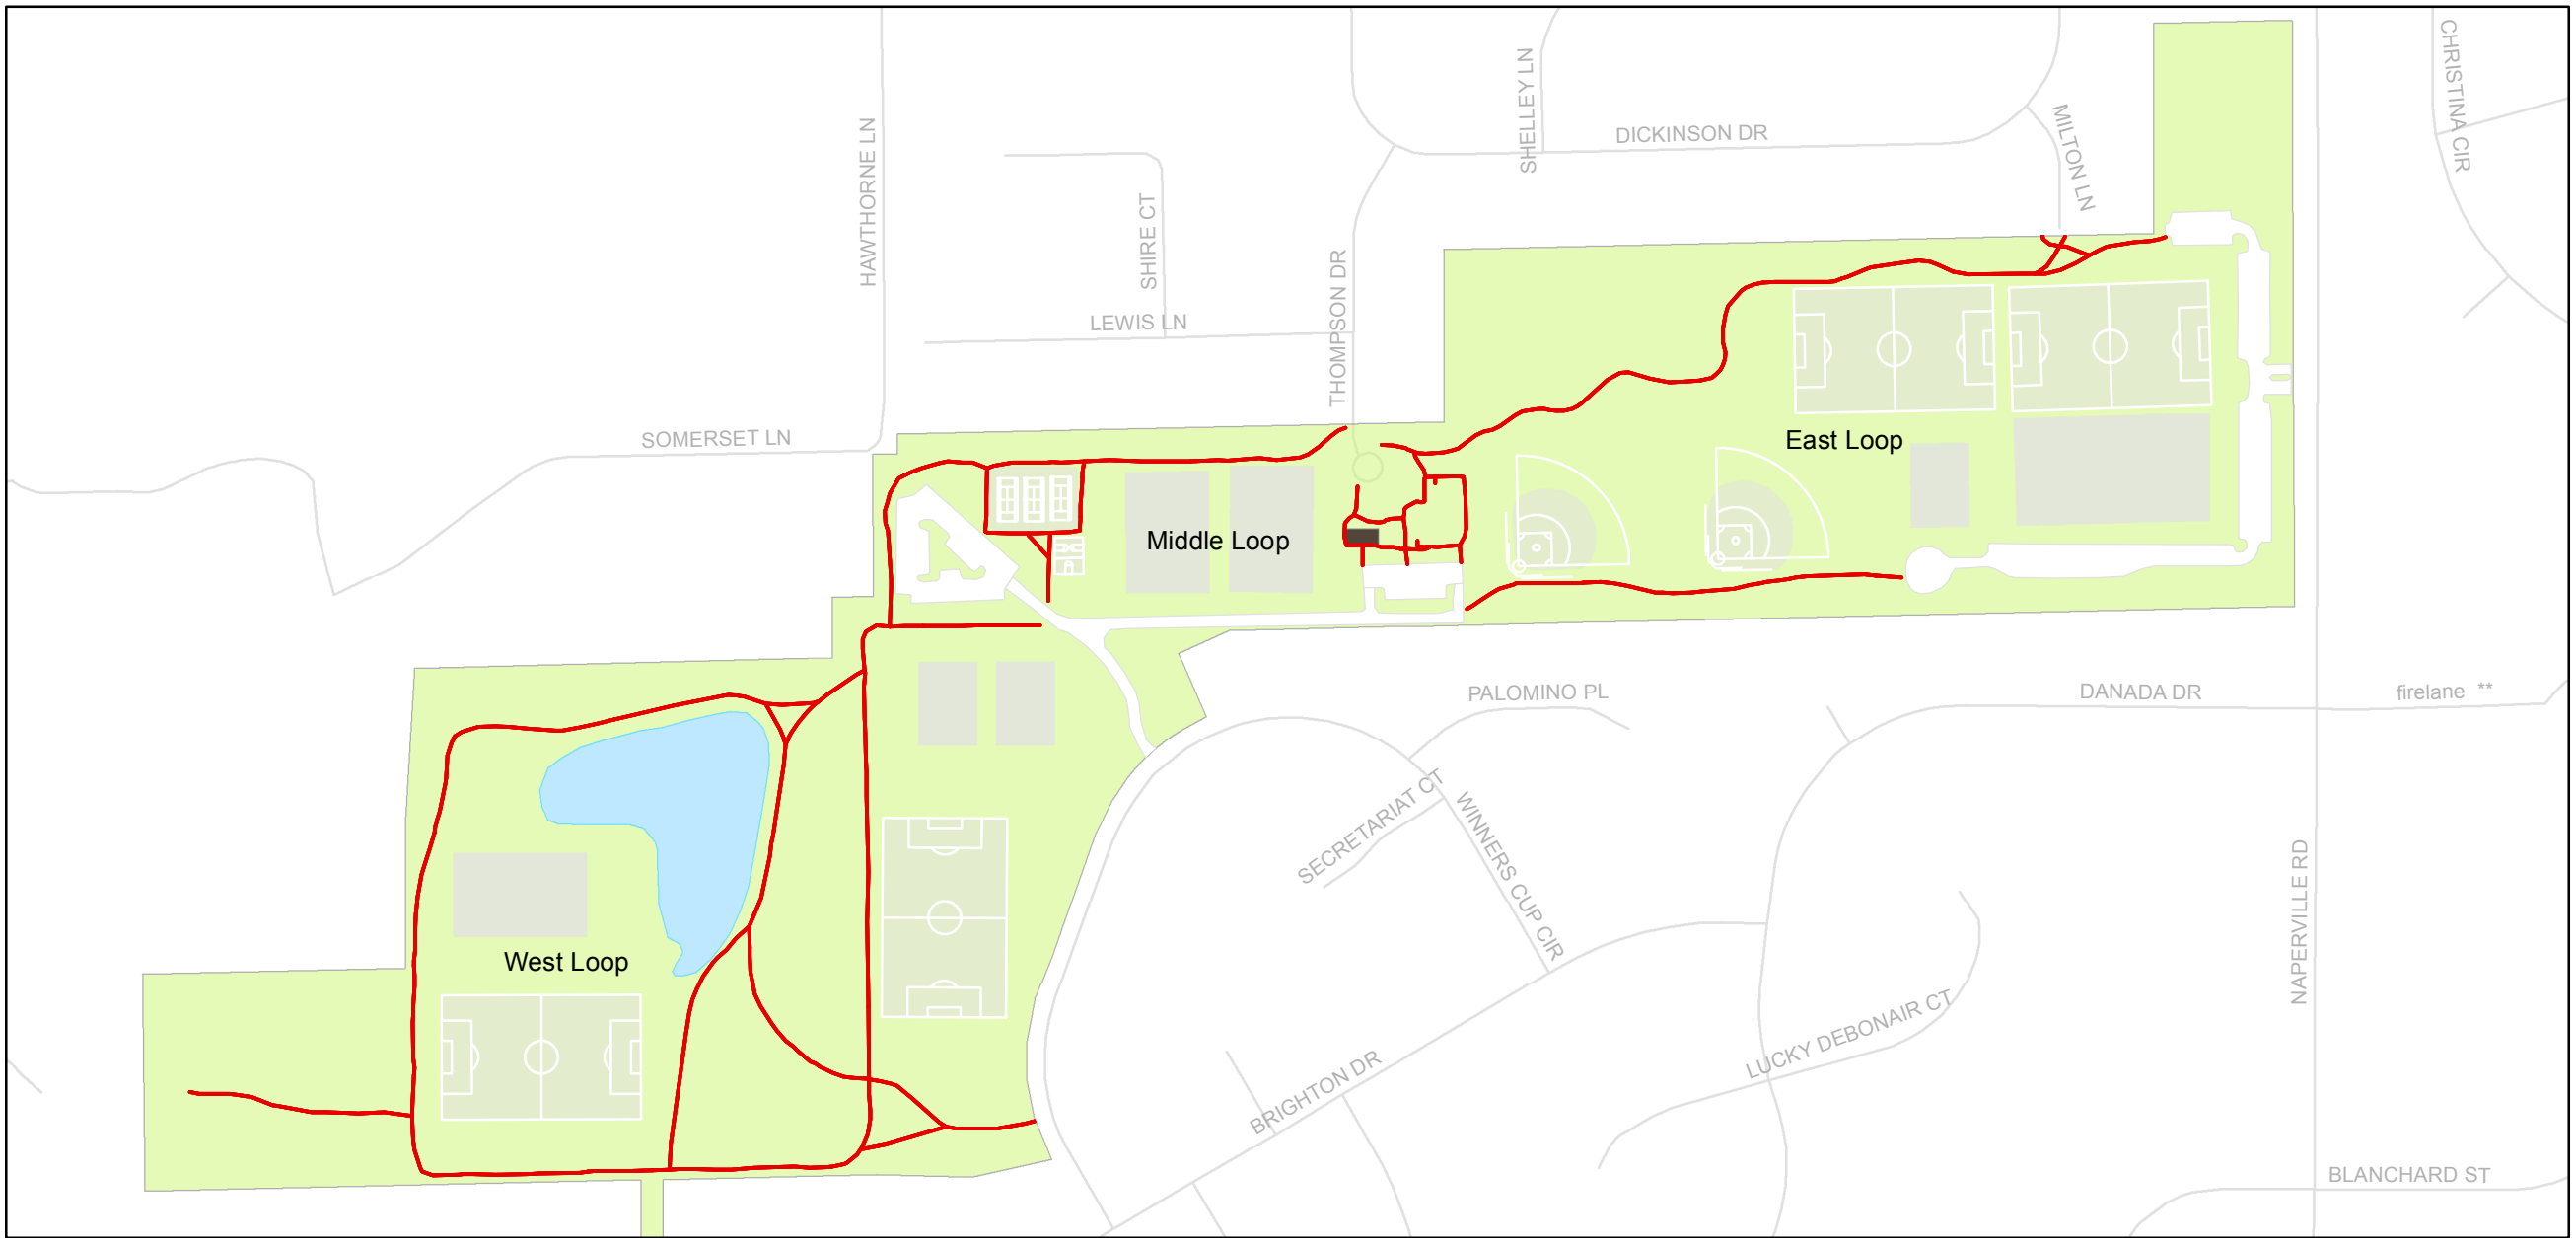 CHRISTINA CIR
SHELLEY LN
DICKINSON DR
MILTON LN
HAWTHORNE LN
SHIRE CT
THOMPSON DR
LEWIS LN
SOMERSET LN
East Loop
Middle Loop
PALOMINO PL
DANADA DR
firelane **
SECRETARIAT CT
WINNERS CUP CIR
NAPERVILLE RD
West Loop
LUCKY DEBONAIR CT
BRIGHTON DR
BLANCHARD ST